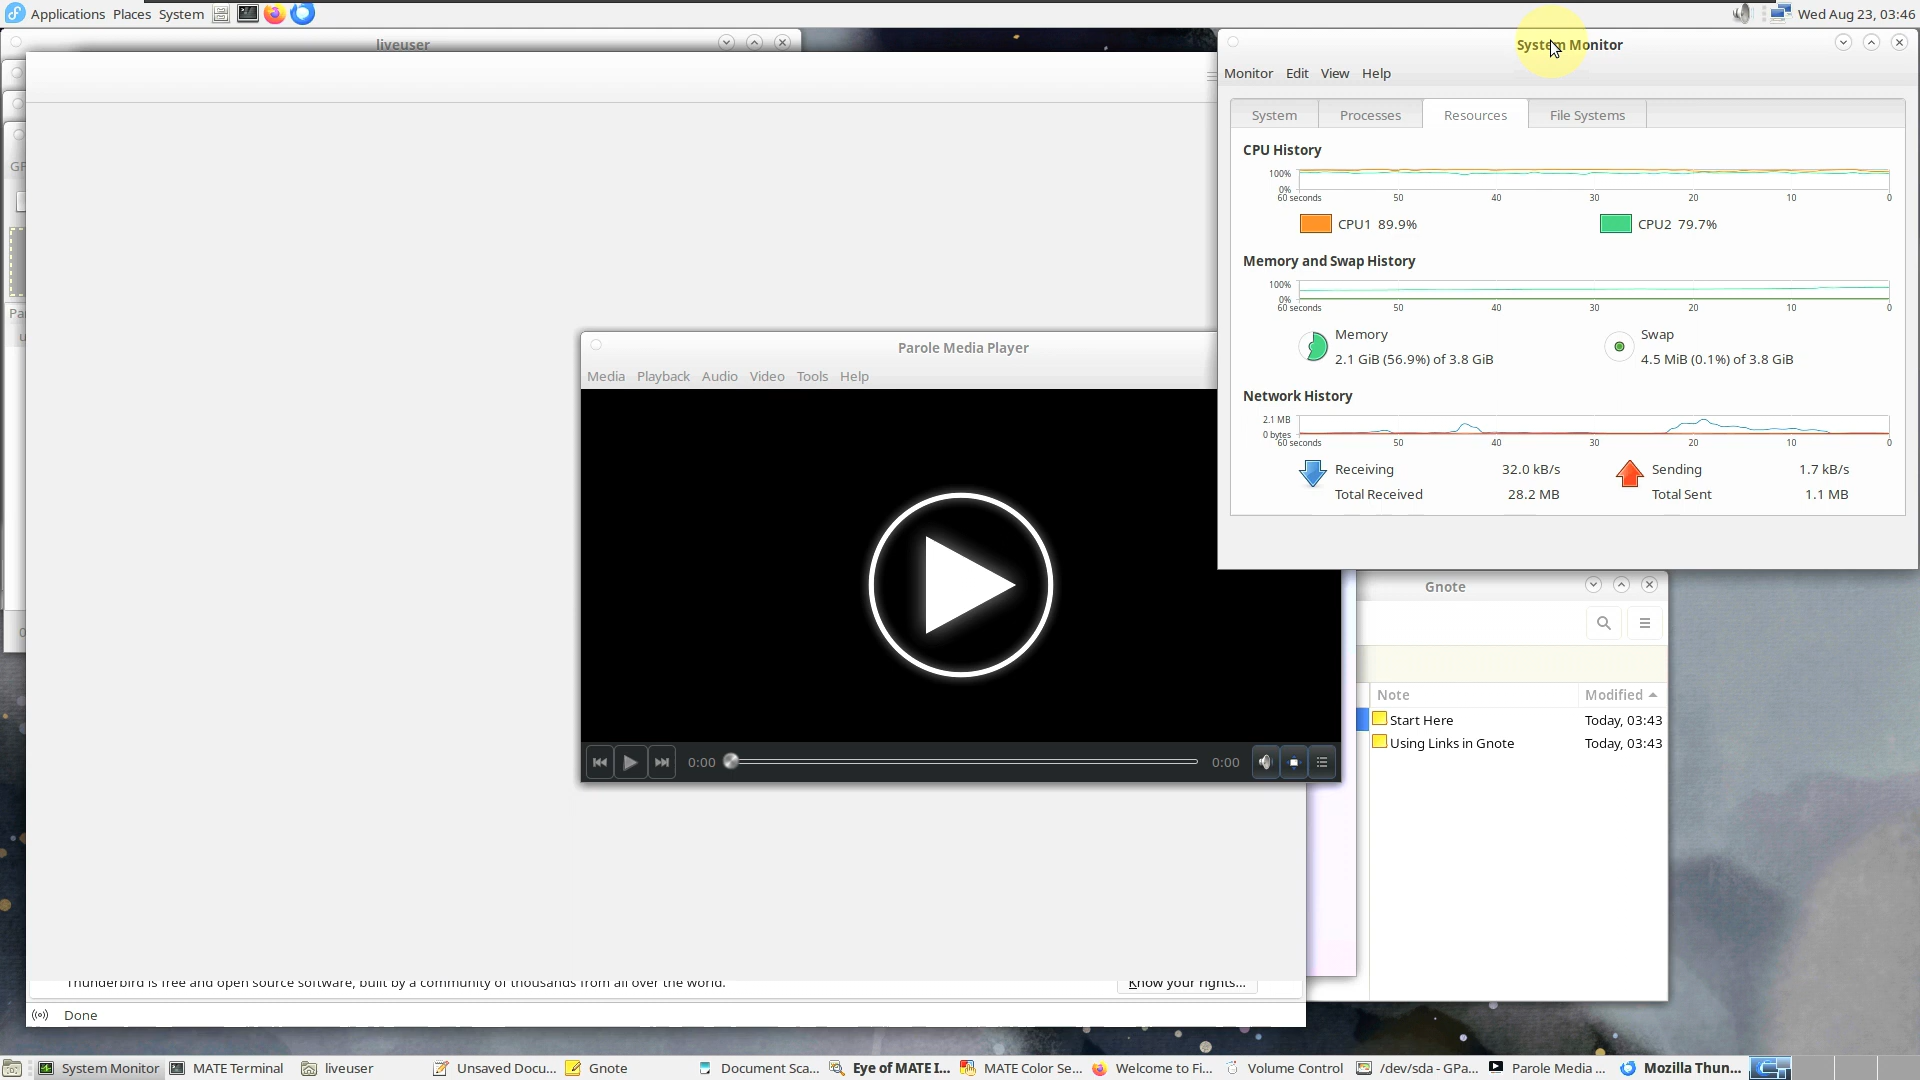 Applications Places System
Wed Aug 23, 03:46
liveuser
System Monitor
Monitor Edit View Help
System Processes Resources File Systems
CPU History
100%
0%
60 seconds 50 40 30 20 10 0
CPU1 89.9% CPU2 79.7%
Memory and Swap History
100%
0%
60 seconds 50 40 30 20 10 0
Memory
2.1 GiB (56.9%) of 3.8 GiB
Swap
4.5 MiB (0.1%) of 3.8 GiB
Network History
2.1 MB
0 bytes
60 seconds 50 40 30 20 10 0
Receiving 32.0 kB/s Sending 1.7 kB/s
Total Received 28.2 MB Total Sent 1.1 MB
GP
Pa
Parole Media Player
Media Playback Audio Video Tools Help
0:00 0:00
Gnote
Note Modified
Start Here Today, 03:43
Using Links in Gnote Today, 03:43
Thunderbird is free and open source software, built by a community of thousands from all over the world.
Know your rights...
Done
System Monitor MATE Terminal liveuser Unsaved Docu... Gnote Document Sca... Eye of MATE I... MATE Color Se... Welcome to Fi... Volume Control /dev/sda - GPa... Parole Media ... Mozilla Thun...